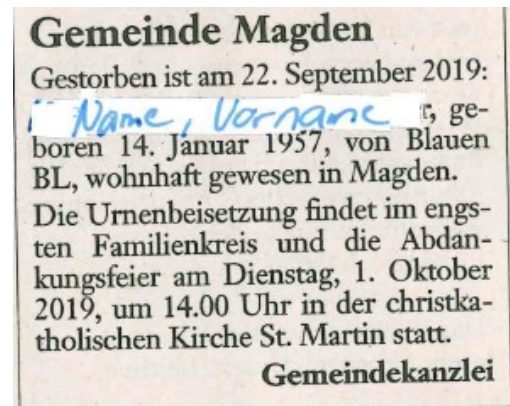 Gemeinde Magden
Gestorben ist am 22. September 2019:
Name, Vorname r, ge-
boren 14. Januar 1957, von Blauen
BL, wohnhaft gewesen in Magden.
Die Urnenbeisetzung findet im engs-
ten Familienkreis und die Abdan-
kungsfeier am Dienstag, 1. Oktober
2019, um 14.00 Uhr in der christka-
tholischen Kirche St. Martin statt.
Gemeindekanzlei